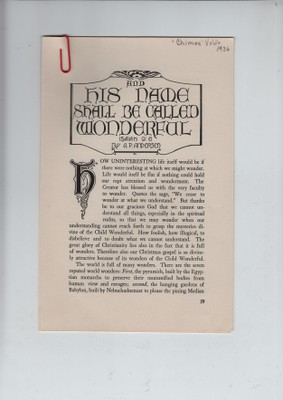 "Chimes" Vol. 10
1936
AND
HIS NAME
SHALL BE CALLED
WONDERFUL
ISAIAH 9:6
By A. P. ANDERSEN
HOW UNINTERESTING life itself would be if
there were nothing at which we might wonder.
Life would itself be flat if nothing could hold
our rapt attention and wonderment. The
Creator has blessed us with the very faculty
to wonder. Quotes the sage, "We cease to
wonder at what we understand." But thanks
be to our gracious God that we cannot un-
derstand all things, especially in the spiritual
realm, so that we may wonder when our
understanding cannot reach forth to grasp the mysteries di-
vine of the Child Wonderful. How foolish, how illogical, to
disbelieve and to doubt what we cannot understand. The
great glory of Christianity lies also in the fact that it is full
of wonders. Therefore also our Christmas gospel is so divine-
ly attractive because of its wonders of the Child Wonderful.
The world is full of many wonders. There are the seven
reputed world wonders: First, the pyramids, built by the Egyp-
tian monarchs to preserve their mummified bodies from
human view and ravages; second, the hanging gardens of
Babylon, built by Nebuchadnezzar to please the pining Median
19